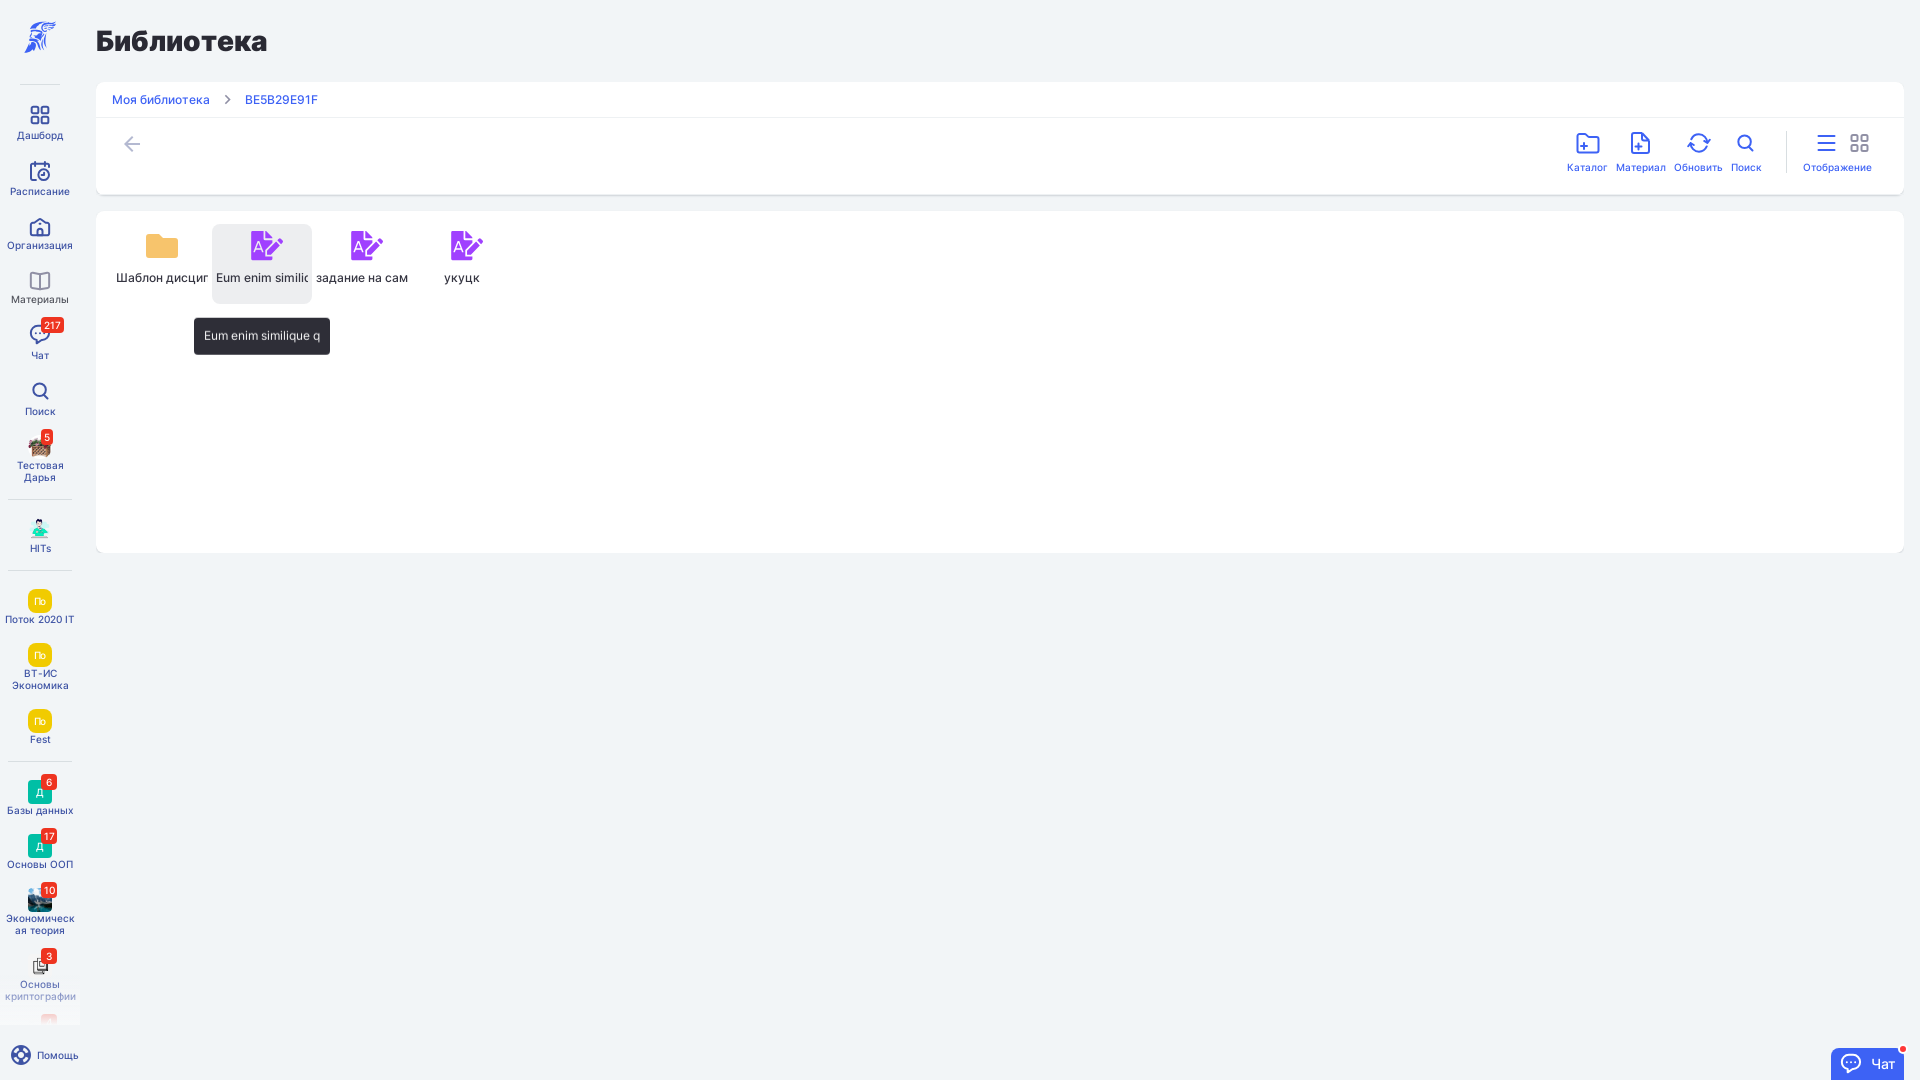 Библиотека
Моя библиотека
BE5B29E91F
Каталог
Материал
Обновить
Поиск
Отображение
Шаблон дисцип
Eum enim similic
задание на сам
укуцк
Eum enim similique q
Дашборд
Расписание
Организация
Материалы
217
Чат
Поиск
5
Тестовая
Дарья
HITs
По
Поток 2020 IT
По
ВТ-ИС
Экономика
По
Fest
6
Д
Базы данных
17
Д
Основы ООП
10
Экономическ
ая теория
3
Основы
криптографии
Помощь
Чат